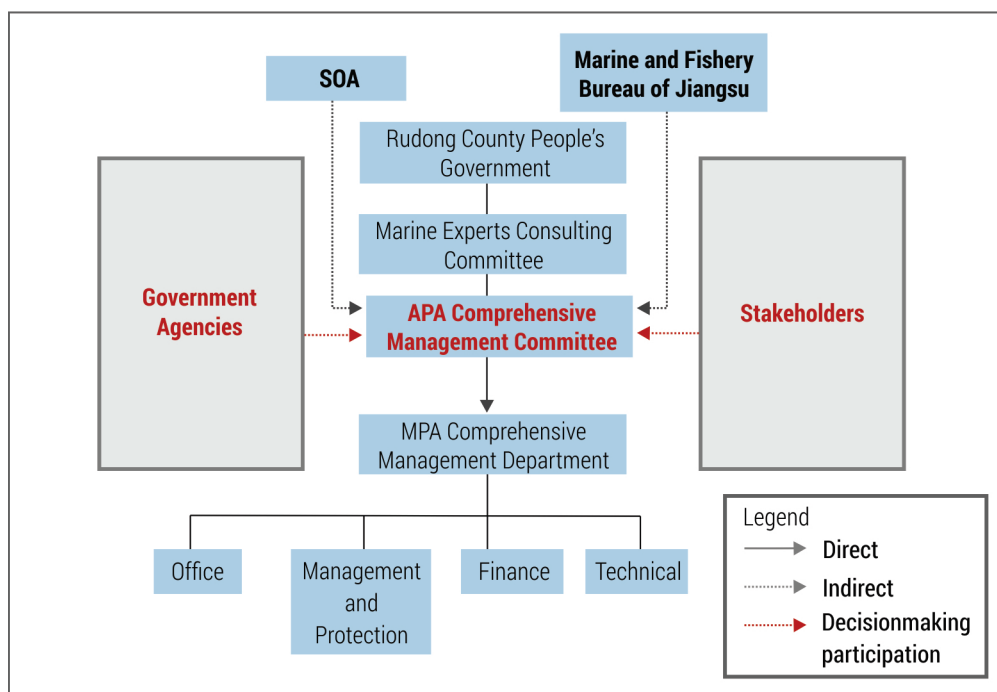 SOA
Marine and Fishery
Bureau of Jiangsu
Rudong County People's
Government
Marine Experts Consulting
Committee
Government
Agencies
APA Comprehensive
Management Committee
Stakeholders
MPA Comprehensive
Management Department
Office
Management
and
Protection
Finance
Technical
Legend
Direct
Indirect
Decisionmaking
participation